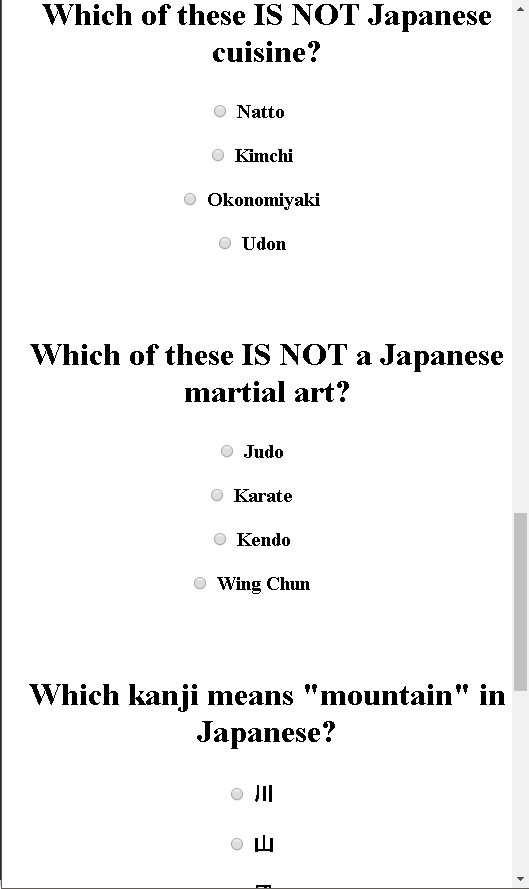 Which of these IS NOT Japanese
cuisine?
Natto
Kimchi
Okonomiyaki
Udon
Which of these IS NOT a Japanese
martial art?
Judo
Karate
Kendo
Wing Chun
Which kanji means "mountain" in
Japanese?
川
山